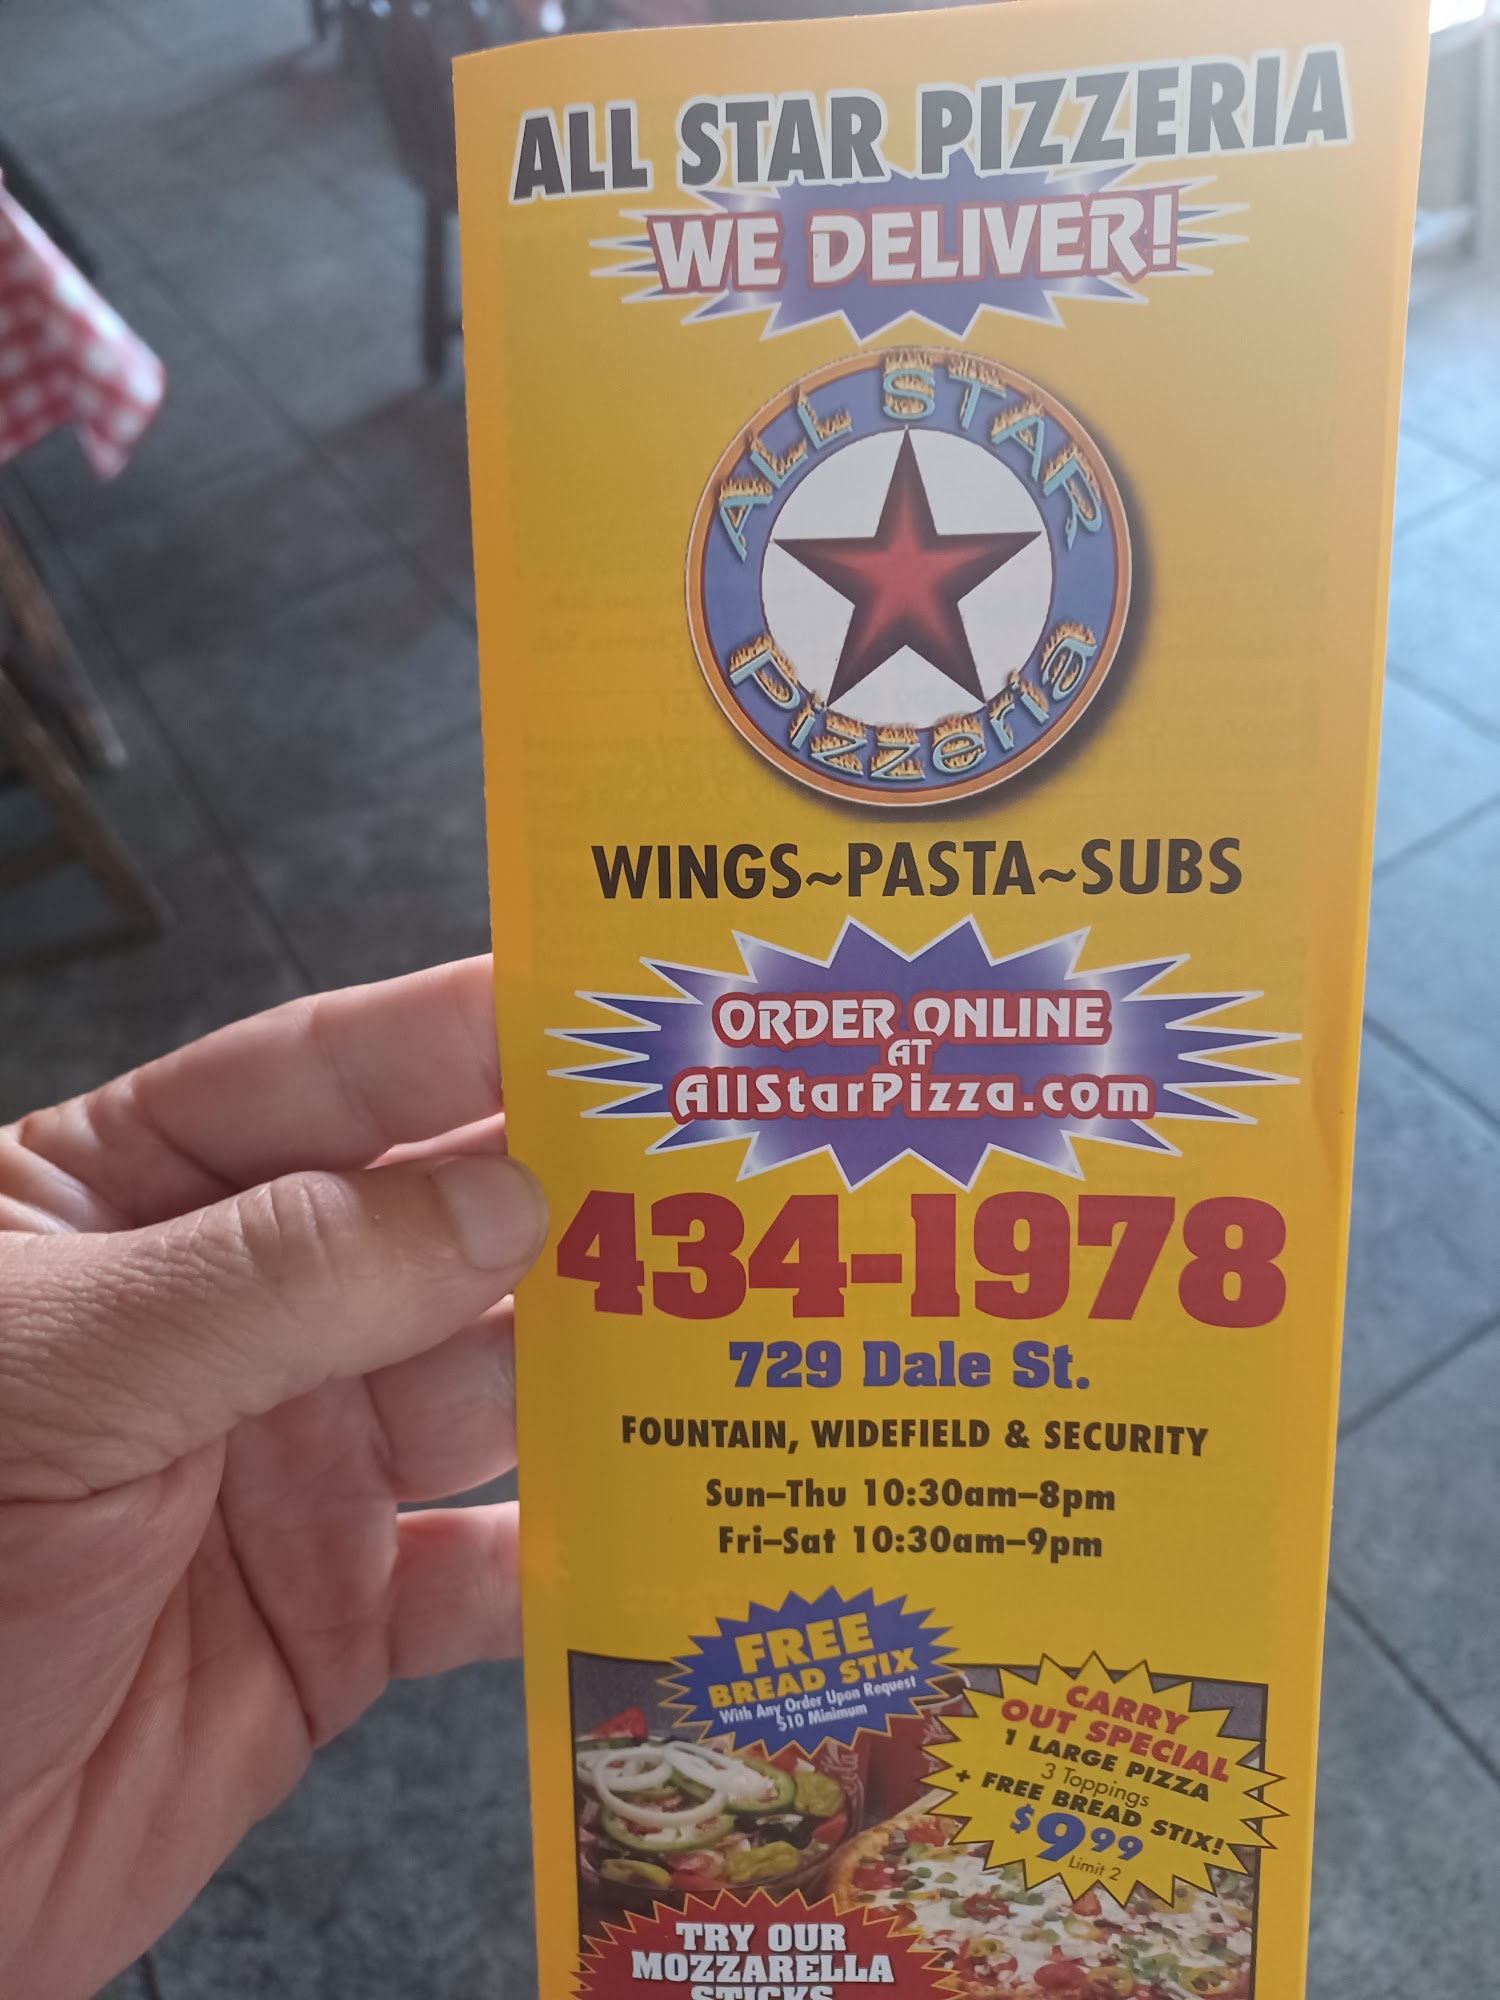 ALL STAR PIZZERIA
WE DELIVER!
ALL STAR
Pizzeria
WINGS~PASTA~SUBS
ORDER ONLINE
AT
AllStarPizza.com
434-1978
729 Dale St.
FOUNTAIN, WIDEFIELD & SECURITY
Sun–Thu 10:30am–8pm
Fri–Sat 10:30am–9pm
FREE
BREAD STIX
With Any Order Upon Request
$10 Minimum
CARRY
OUT SPECIAL
1 LARGE PIZZA
3 Toppings
+ FREE BREAD STIX!
$9.99
Limit 2
TRY OUR
MOZZARELLA
STICKS